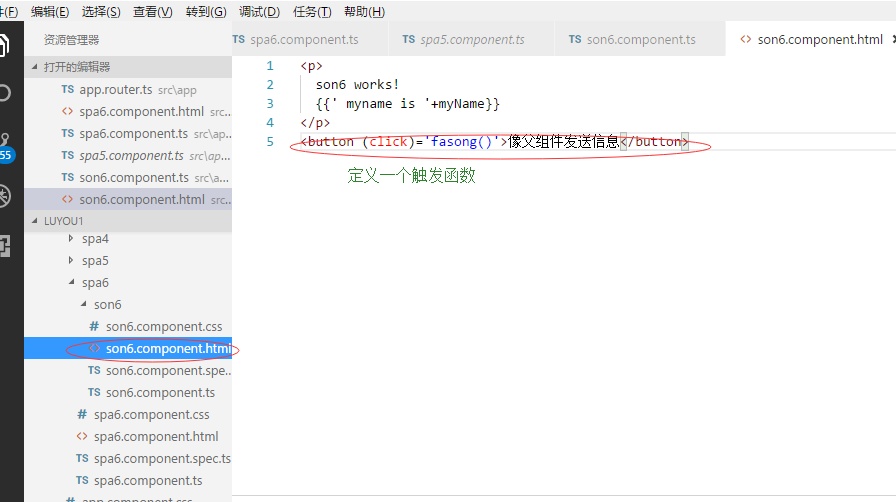 件(F) 编辑(E) 选择(S) 查看(V) 转到(G) 调试(D) 任务(T) 帮助(H)
资源管理器
TS spa6.component.ts TS spa5.component.ts TS son6.component.ts <> son6.component.html
打开的编辑器
TS app.router.ts src\app
<> spa6.component.html src...
TS spa6.component.ts src\ap...
TS spa5.component.ts src\ap...
TS son6.component.ts src\a...
<> son6.component.html src...
LUYOU1
spa4
spa5
spa6
son6
# son6.component.css
<> son6.component.html
TS son6.component.spe...
TS son6.component.ts
# spa6.component.css
<> spa6.component.html
TS spa6.component.spec.ts
TS spa6.component.ts
# app.component.css
55
1 <p>
2 son6 works!
3 {{' myname is '+myName}}
4 </p>
5 <button (click)='fasong()'>像父组件发送信息</button>
定义一个触发函数